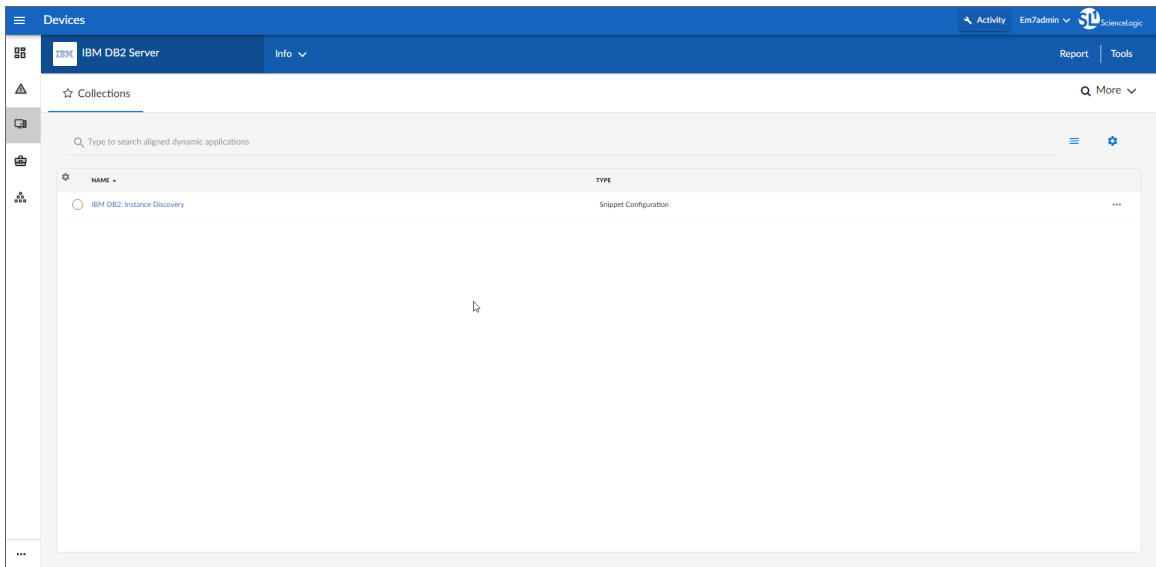 Devices
Activity Em7admin SL1 ScienceLogic
IBM IBM DB2 Server Info Report Tools
Collections More
Type to search aligned dynamic applications
NAME TYPE
IBM DB2: Instance Discovery Snippet Configuration